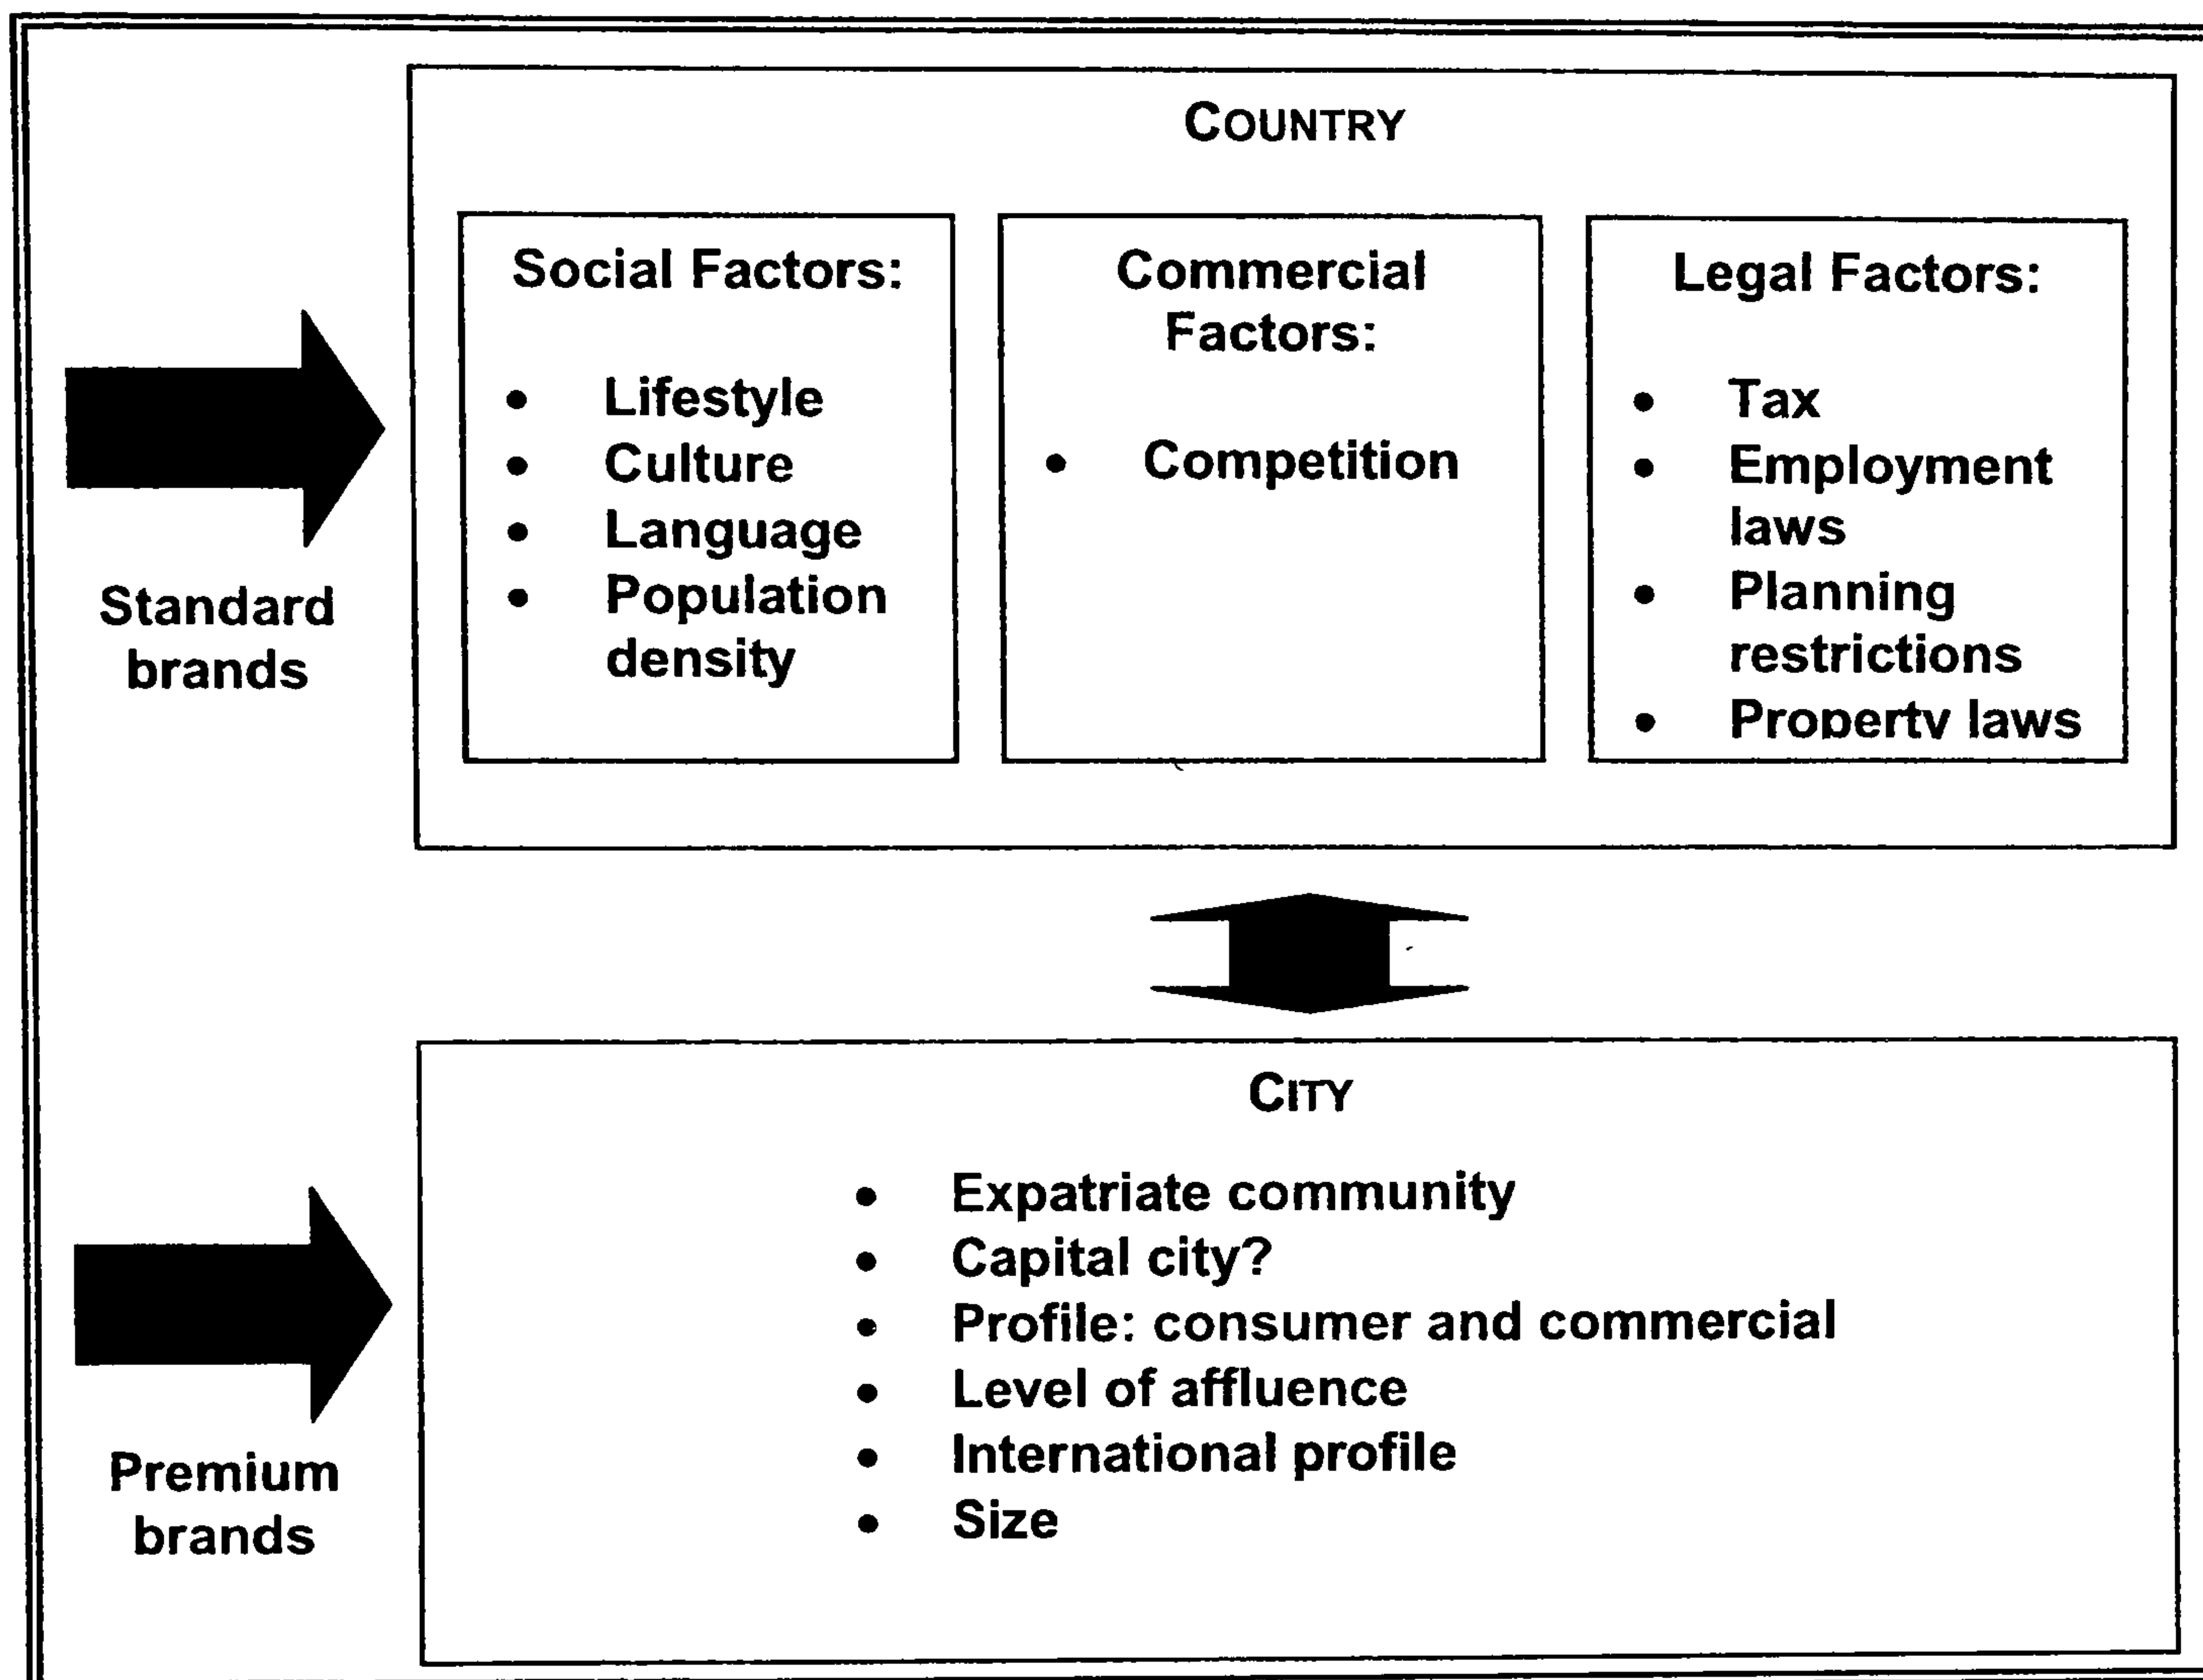 COUNTRY
Social Factors:
• Lifestyle
• Culture
• Language
• Population
density
Commercial
Factors:
• Competition
Legal Factors:
• Tax
• Employment
laws
• Planning
restrictions
• Property laws
Standard
brands
CITY
• Expatriate community
• Capital city?
• Profile: consumer and commercial
• Level of affluence
• International profile
• Size
Premium
brands